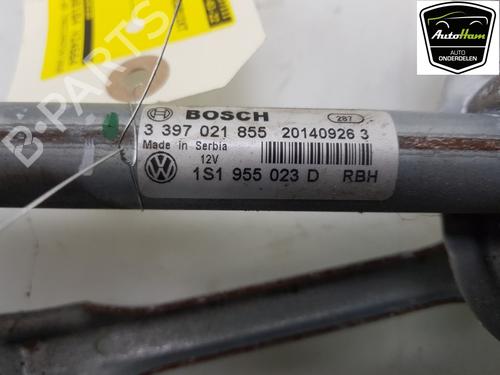 AutoHam
AUTO
ONDERDELEN
B-PARTS
BOSCH
287
3 397 021 855 20140926 3
Made in Serbia
12V
1S1 955 023 D RBH